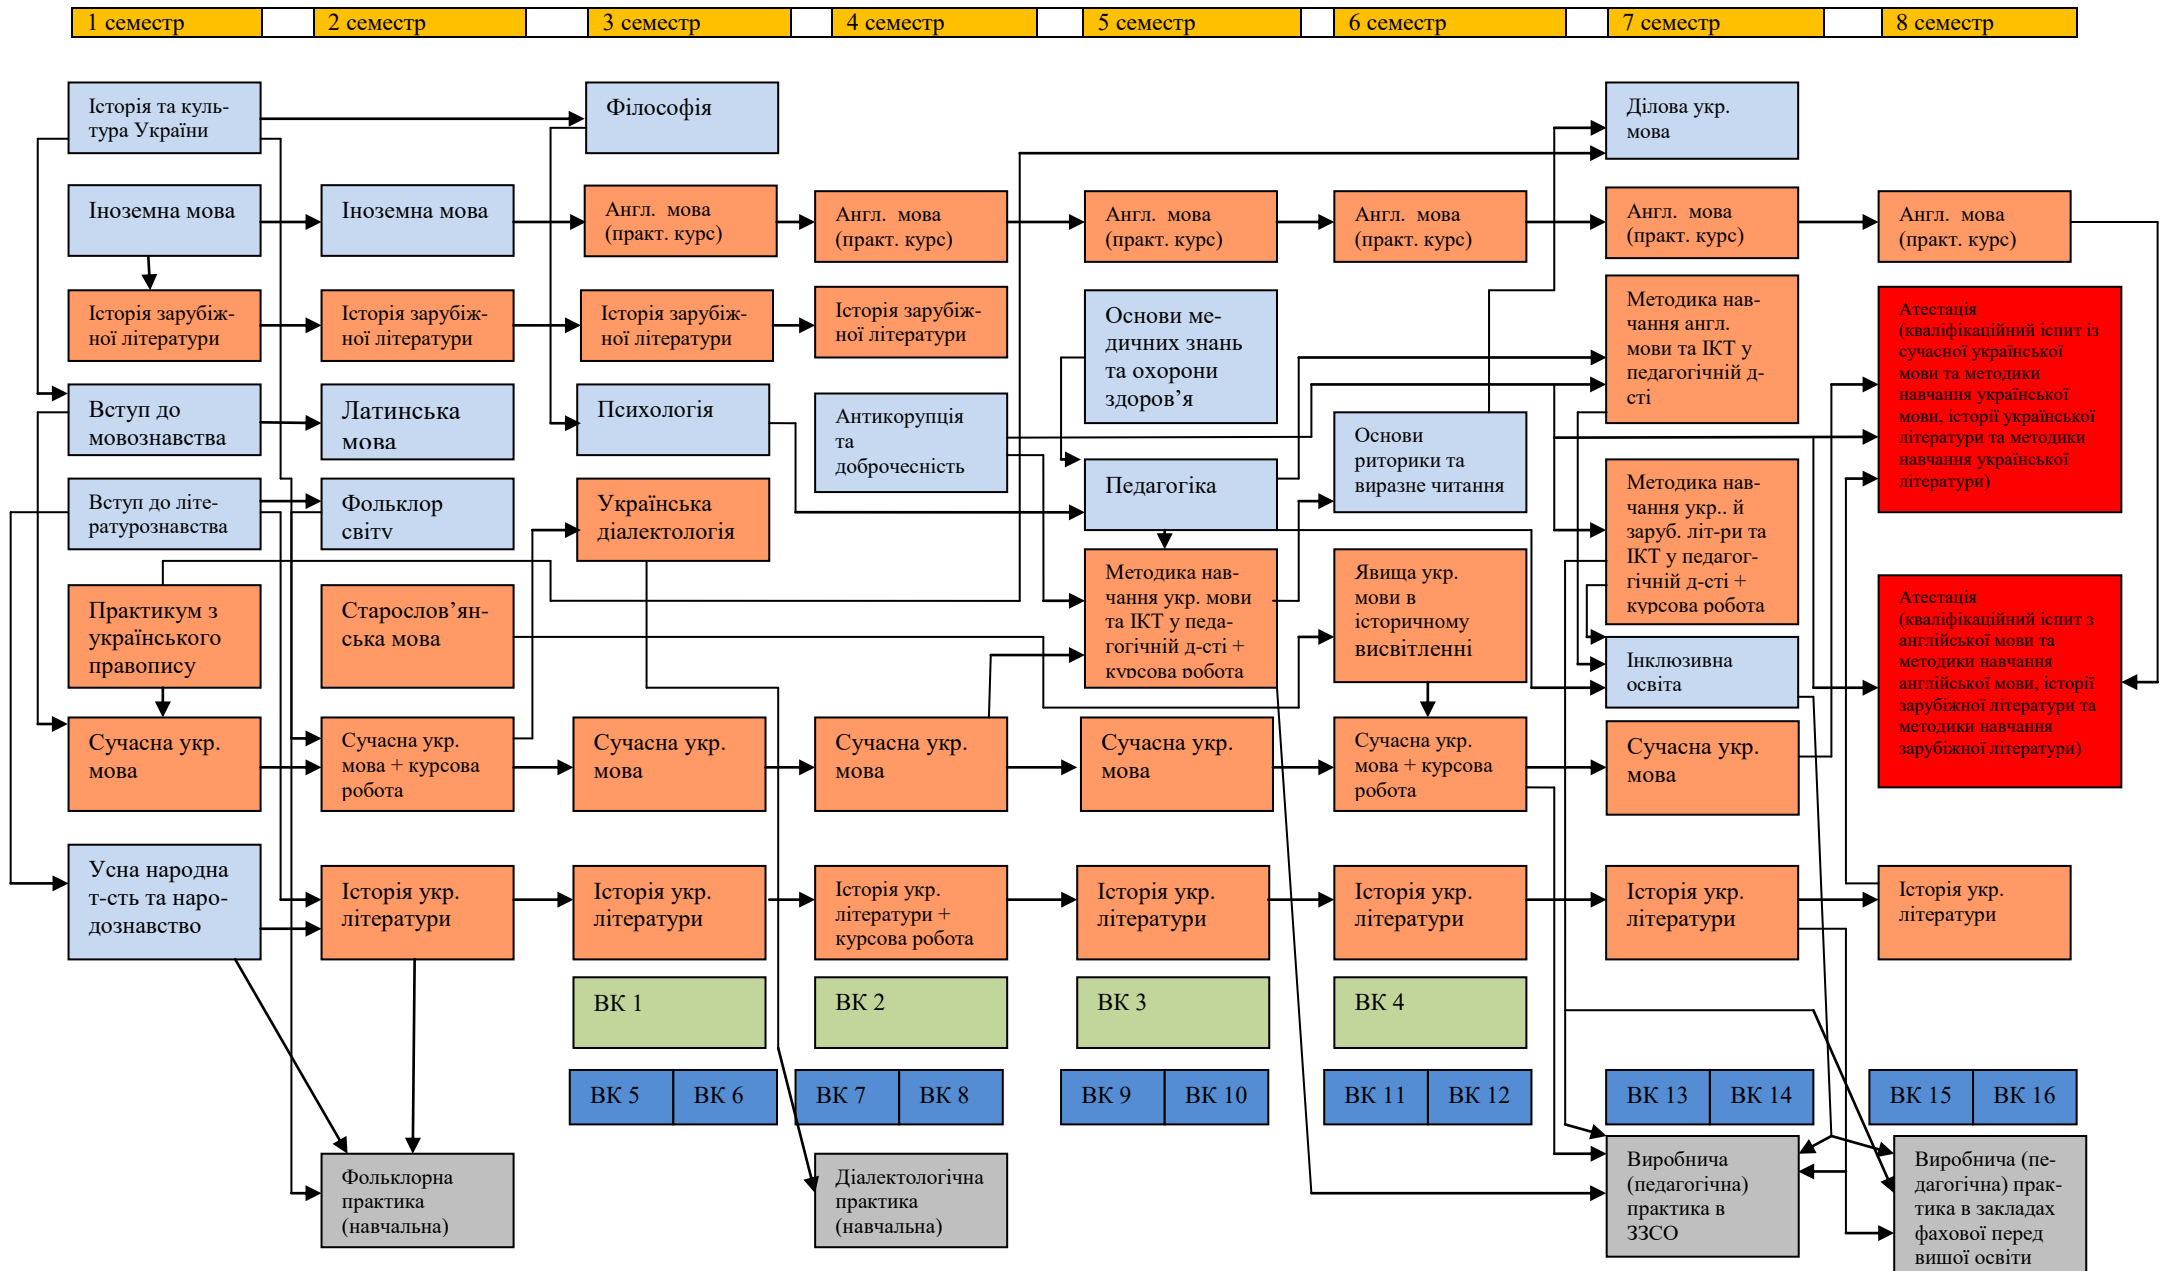 1 семестр
2 семестр
3 семестр
4 семестр
5 семестр
6 семестр
7 семестр
8 семестр
Історія та куль-
тура України
Філософія
Ділова укр.
мова
Іноземна мова
Іноземна мова
Англ. мова
(практ. курс)
Англ. мова
(практ. курс)
Англ. мова
(практ. курс)
Англ. мова
(практ. курс)
Англ. мова
(практ. курс)
Англ. мова
(практ. курс)
Історія зарубіж-
ної літератури
Історія зарубіж-
ної літератури
Історія зарубіж-
ної літератури
Історія зарубіж-
ної літератури
Основи ме-
дичних знань
та охорони
здоров’я
Методика нав-
чання англ.
мови та ІКТ у
педагогічній д-
сті
Атестація
(кваліфікаційний іспит із
сучасної української
мови та методики
навчання української
мови, історії української
літератури та методики
навчання української
літератури)
Вступ до
мовознавства
Латинська
мова
Психологія
Антикорупція
та
доброчесність
Основи
риторики та
виразне читання
Вступ до літе-
ратурознавства
Фольклор
світу
Українська
діалектологія
Педагогіка
Методика нав-
чання укр.. й
заруб. літ-ри та
ІКТ у педагог-
гічній д-сті +
курсова робота
Практикум з
українського
правопису
Старослов’ян-
ська мова
Методика нав-
чання укр. мови
та ІКТ у педа-
гогічній д-сті +
курсова робота
Явища укр.
мови в
історичному
висвітленні
Інклюзивна
освіта
Атестація
(кваліфікаційний іспит з
англійської мови та
методики навчання
англійської мови, історії
зарубіжної літератури та
методики навчання
зарубіжної літератури)
Сучасна укр.
мова
Сучасна укр.
мова + курсова
робота
Сучасна укр.
мова
Сучасна укр.
мова
Сучасна укр.
мова
Сучасна укр.
мова + курсова
робота
Сучасна укр.
мова
Усна народна
т-сть та наро-
дознавство
Історія укр.
літератури
Історія укр.
літератури
Історія укр.
літератури +
курсова робота
Історія укр.
літератури
Історія укр.
літератури
Історія укр.
літератури
Історія укр.
літератури
ВК 1
ВК 2
ВК 3
ВК 4
ВК 5
ВК 6
ВК 7
ВК 8
ВК 9
ВК 10
ВК 11
ВК 12
ВК 13
ВК 14
ВК 15
ВК 16
Фольклорна
практика
(навчальна)
Діалектологічна
практика
(навчальна)
Виробнича
(педагогічна)
практика в
ЗЗСО
Виробнича (пе-
дагогічна) прак-
тика в закладах
фахової перед
вищої освіти